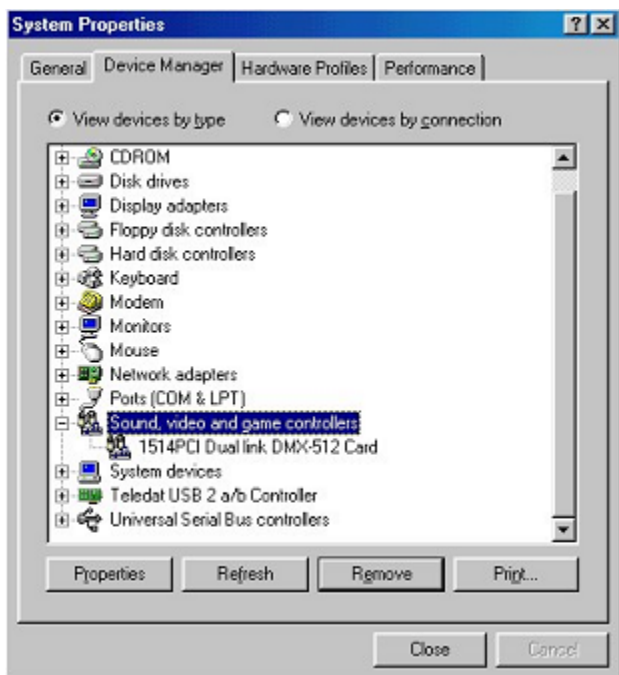 System Properties
General Device Manager Hardware Profiles Performance
View devices by type View devices by connection
CDROM
Disk drives
Display adapters
Floppy disk controllers
Hard disk controllers
Keyboard
Modem
Monitors
Mouse
Network adapters
Ports (COM & LPT)
Sound, video and game controllers
1514PCI Dual link DMX-512 Card
System devices
Teledat USB 2 a/b Controller
Universal Serial Bus controllers
Properties Refresh Remove Print...
Close Cancel